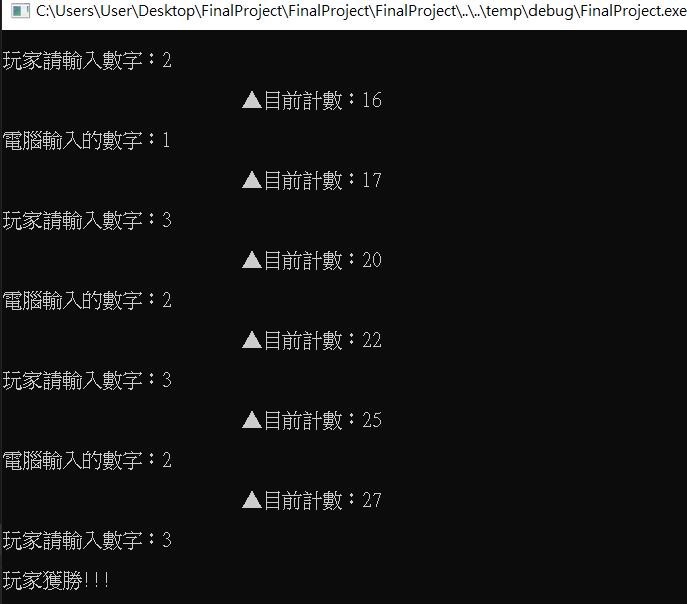 C:\Users\User\Desktop\FinalProject\FinalProject\FinalProject\..\..\temp\debug\FinalProject.exe
玩家請輸入數字：2
▲目前計數：16
電腦輸入的數字：1
▲目前計數：17
玩家請輸入數字：3
▲目前計數：20
電腦輸入的數字：2
▲目前計數：22
玩家請輸入數字：3
▲目前計數：25
電腦輸入的數字：2
▲目前計數：27
玩家請輸入數字：3
玩家獲勝!!!